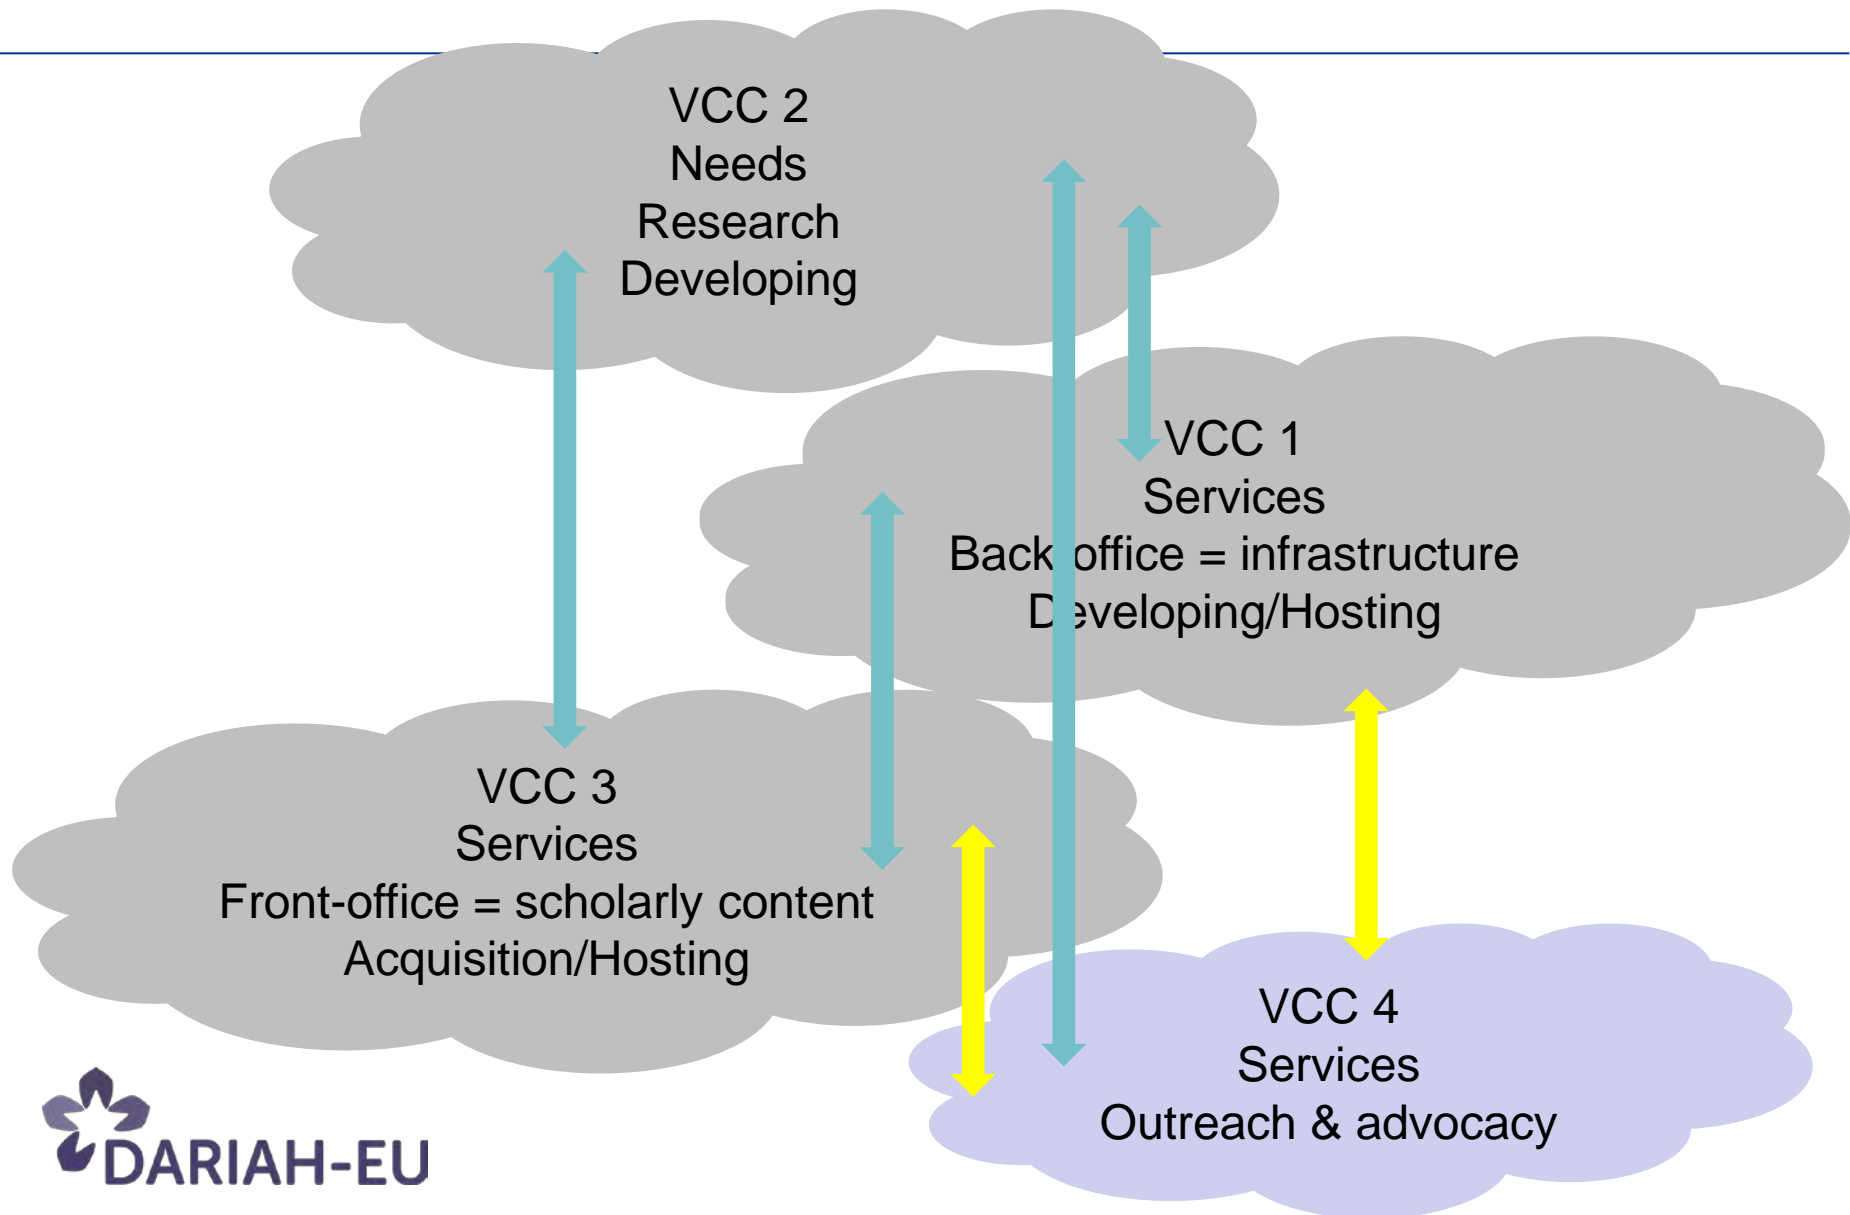 VCC 2
Needs
Research
Developing
VCC 1
Services
Back office = infrastructure
Developing/Hosting
VCC 3
Services
Front-office = scholarly content
Acquisition/Hosting
VCC 4
Services
Outreach & advocacy
DARIAH-EU